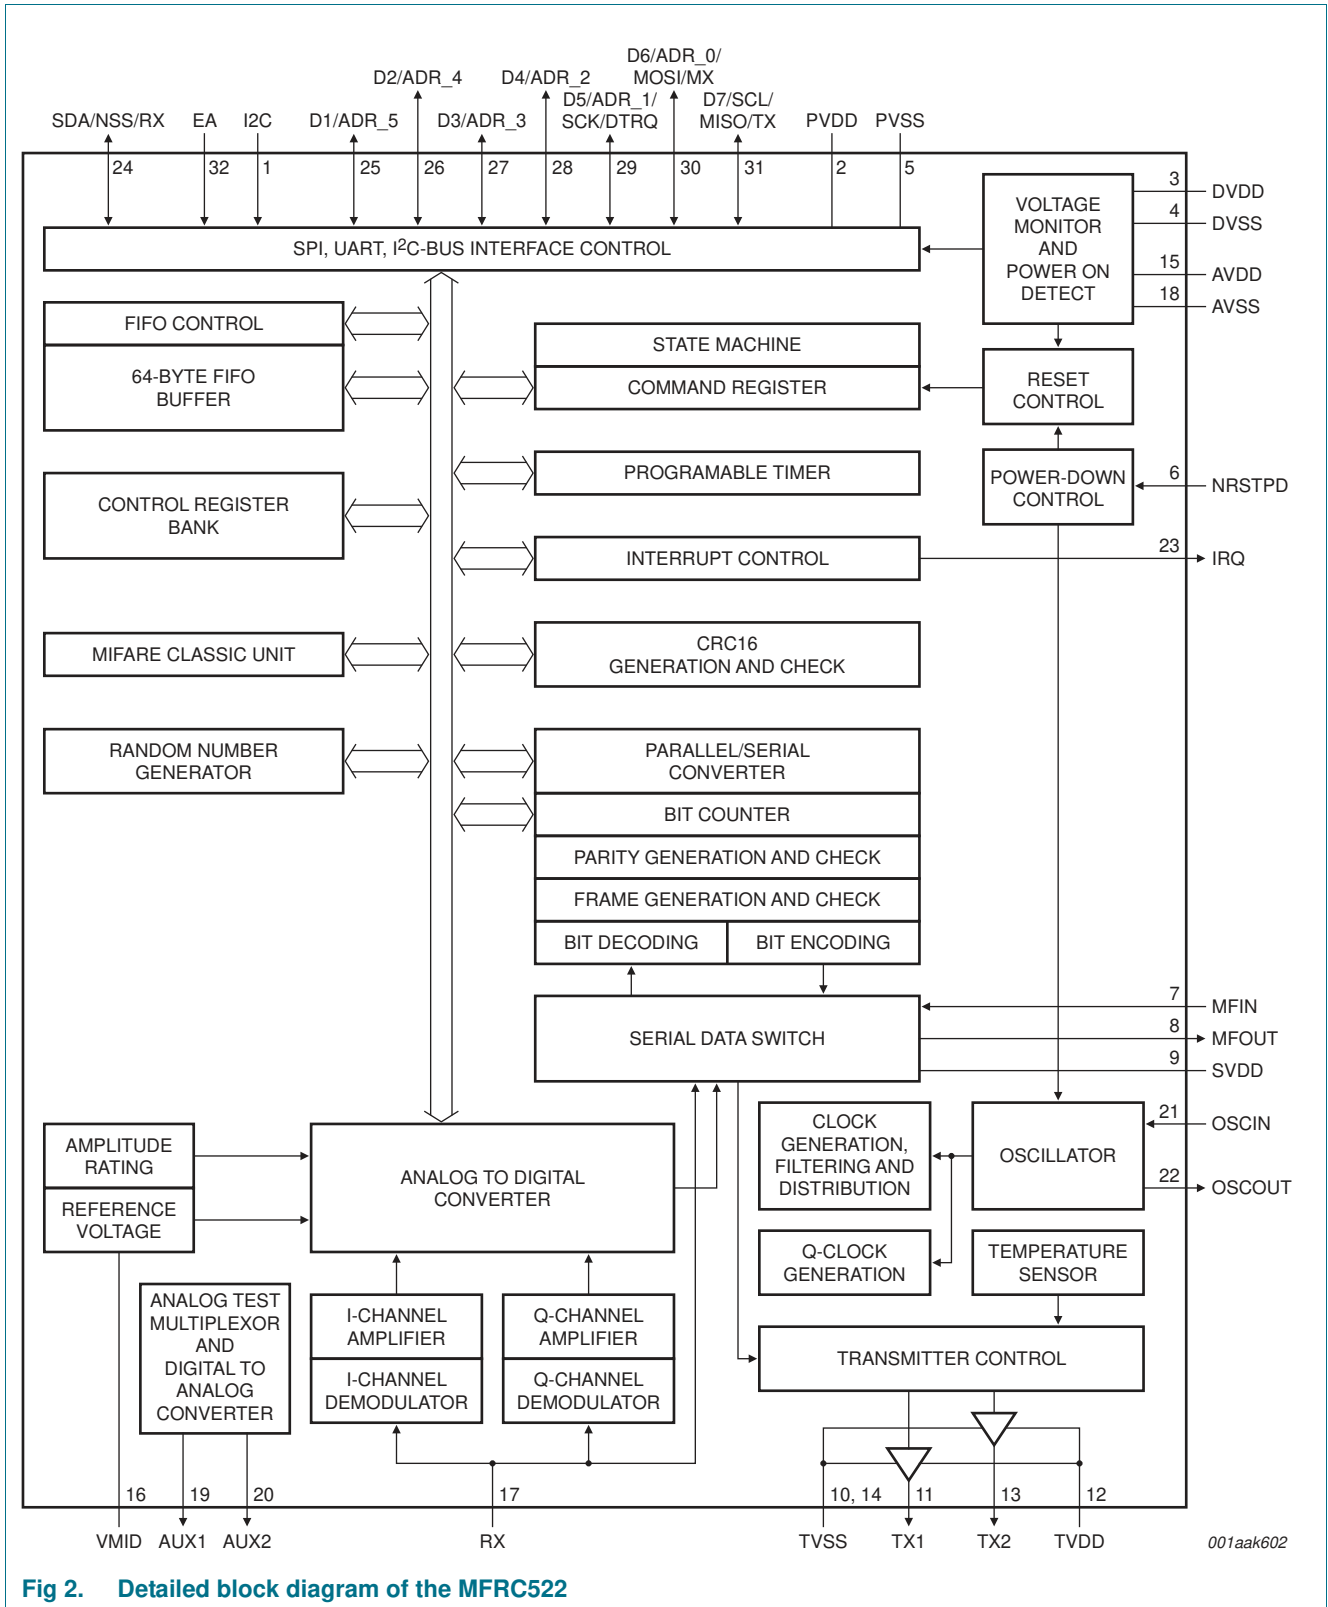 D6/ADR_0/
MOSI/MX
D2/ADR_4
D4/ADR_2
D5/ADR_1/
SCK/DTRQ
D7/SCL/
MISO/TX
SDA/NSS/RX
EA
I2C
D1/ADR_5
D3/ADR_3
PVDD
PVSS
24
32
1
25
26
27
28
29
30
31
2
5
3
DVDD
4
DVSS
15
AVDD
18
AVSS
VOLTAGE
MONITOR
AND
POWER ON
DETECT
SPI, UART, I²C-BUS INTERFACE CONTROL
FIFO CONTROL
64-BYTE FIFO
BUFFER
STATE MACHINE
COMMAND REGISTER
RESET
CONTROL
CONTROL REGISTER
BANK
PROGRAMABLE TIMER
POWER-DOWN
CONTROL
6
NRSTPD
INTERRUPT CONTROL
23
IRQ
MIFARE CLASSIC UNIT
CRC16
GENERATION AND CHECK
RANDOM NUMBER
GENERATOR
PARALLEL/SERIAL
CONVERTER
BIT COUNTER
PARITY GENERATION AND CHECK
FRAME GENERATION AND CHECK
BIT DECODING
BIT ENCODING
SERIAL DATA SWITCH
7
MFIN
8
MFOUT
9
SVDD
AMPLITUDE
RATING
REFERENCE
VOLTAGE
ANALOG TO DIGITAL
CONVERTER
CLOCK
GENERATION,
FILTERING AND
DISTRIBUTION
OSCILLATOR
21
OSCIN
22
OSCOUT
Q-CLOCK
GENERATION
TEMPERATURE
SENSOR
ANALOG TEST
MULTIPLEXOR
AND
DIGITAL TO
ANALOG
CONVERTER
I-CHANNEL
AMPLIFIER
I-CHANNEL
DEMODULATOR
Q-CHANNEL
AMPLIFIER
Q-CHANNEL
DEMODULATOR
TRANSMITTER CONTROL
16
19
20
17
10, 14
11
13
12
VMID
AUX1
AUX2
RX
TVSS
TX1
TX2
TVDD
001aak602
Fig 2. Detailed block diagram of the MFRC522